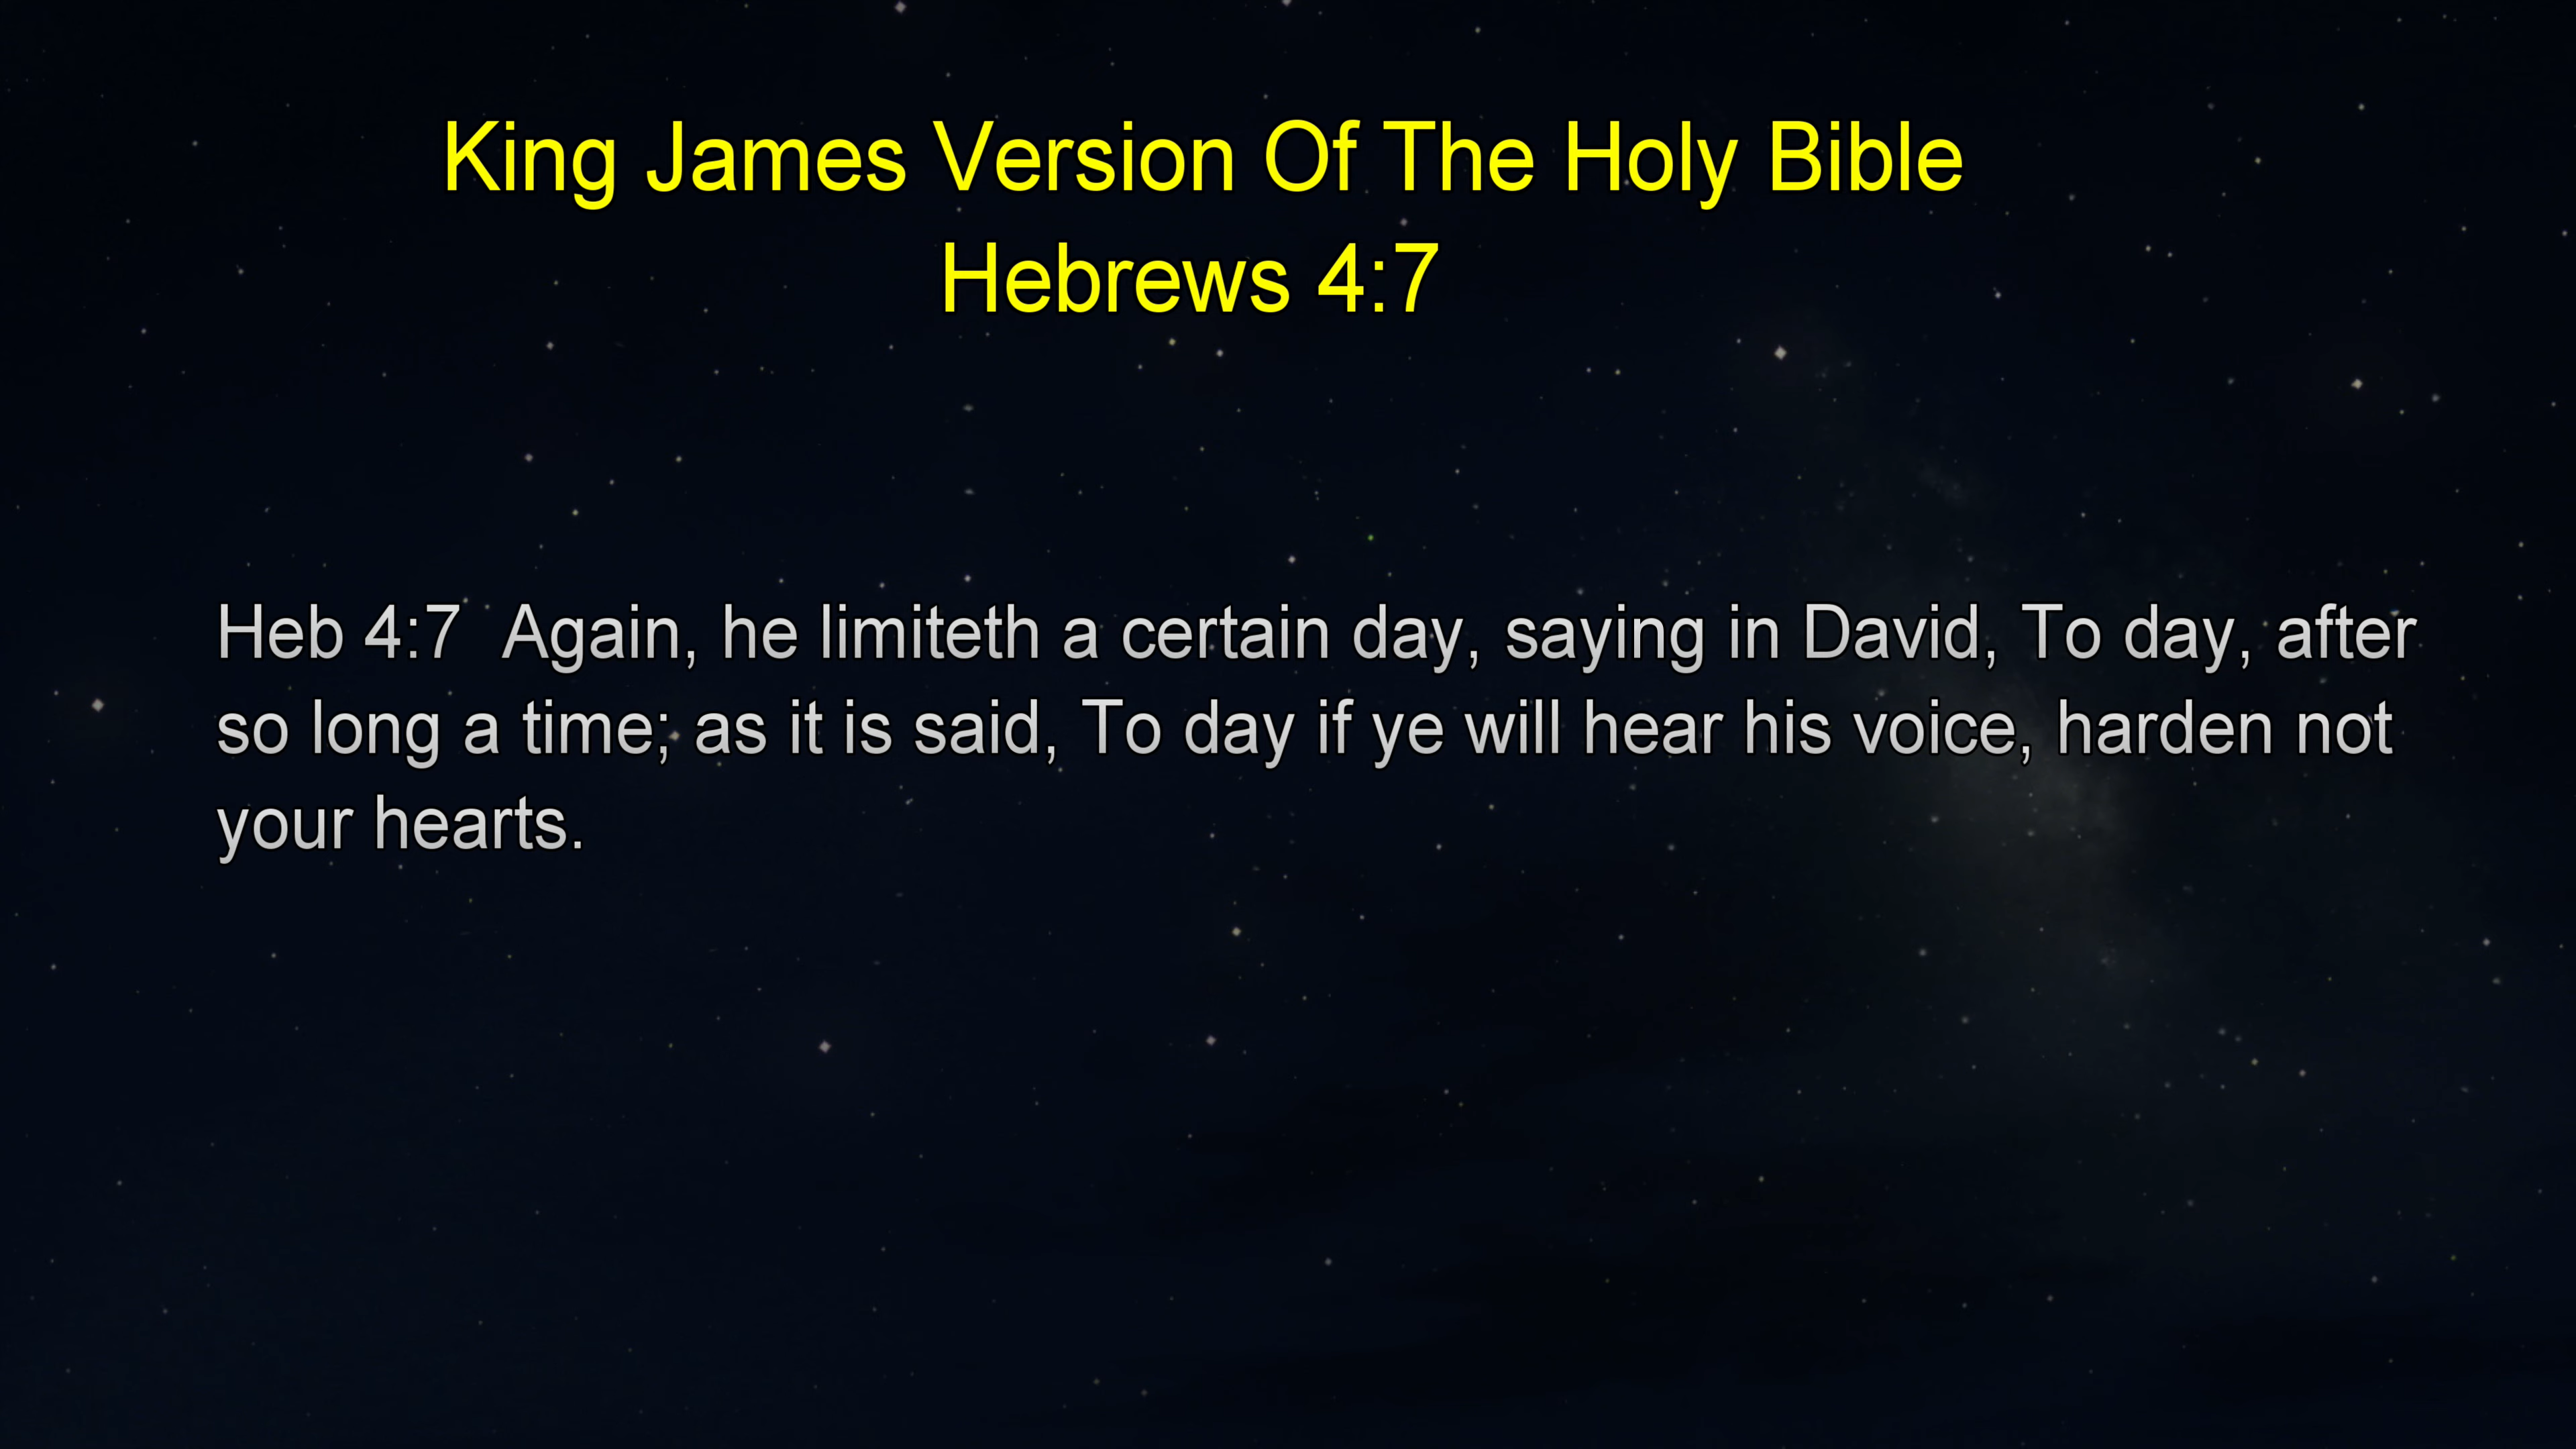 King James Version Of The Holy Bible
Hebrews 4:7
Heb 4:7  Again, he limiteth a certain day, saying in David, To day, after
so long a time; as it is said, To day if ye will hear his voice, harden not
your hearts.